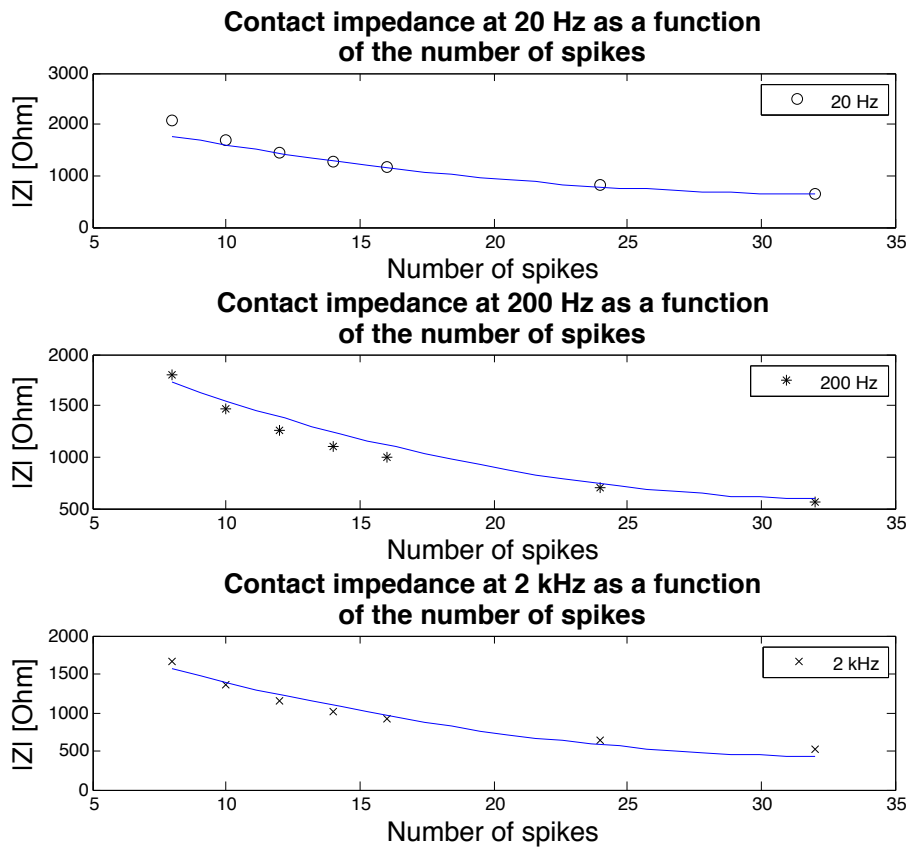 Contact impedance at 20 Hz as a function
of the number of spikes
3000
2000
1000
0
|Z| [Ohm]
20 Hz
5 10 15 20 25 30 35
Number of spikes
Contact impedance at 200 Hz as a function
of the number of spikes
2000
1500
1000
500
|Z| [Ohm]
200 Hz
5 10 15 20 25 30 35
Number of spikes
Contact impedance at 2 kHz as a function
of the number of spikes
2000
1500
1000
500
0
|Z| [Ohm]
2 kHz
5 10 15 20 25 30 35
Number of spikes